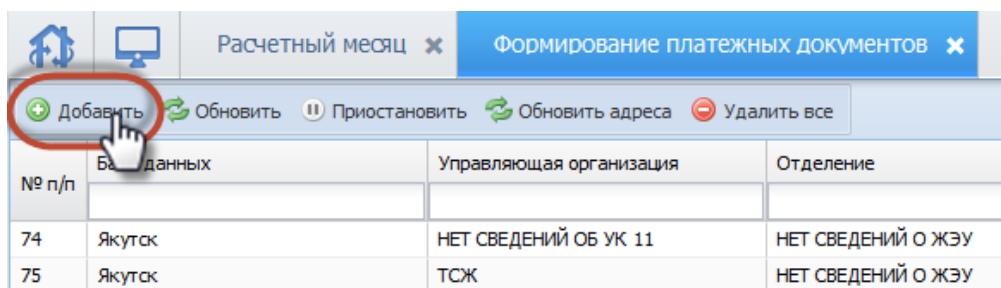 Расчетный месяц
Формирование платежных документов
Добавить Обновить Приостановить Обновить адреса Удалить все
№ п/п База данных Управляющая организация Отделение
74 Якутск НЕТ СВЕДЕНИЙ ОБ УК 11 НЕТ СВЕДЕНИЙ О ЖЭУ
75 Якутск ТСЖ НЕТ СВЕДЕНИЙ О ЖЭУ